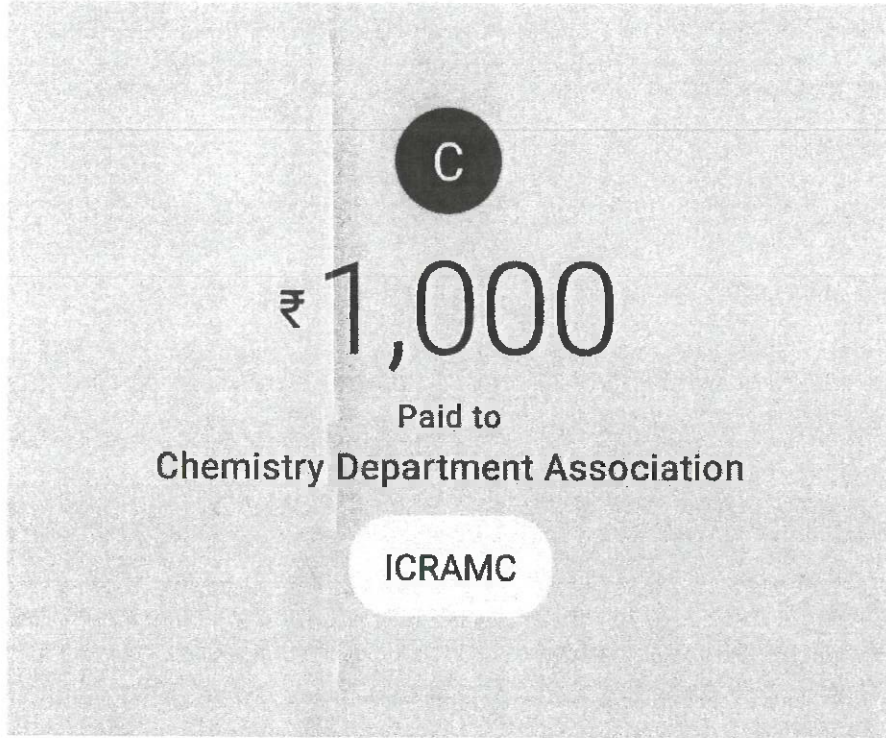 C
₹1,000
Paid to
Chemistry Department Association
ICRAMC